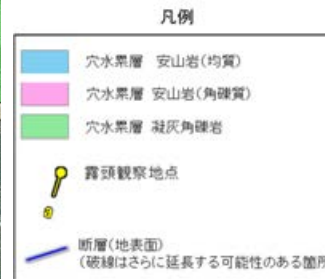 凡例
穴水累層 安山岩(均質)
穴水累層 安山岩(角礫質)
穴水累層 凝灰角礫岩
露頭観察地点
断層(地表面)
(破線はさらに延長する可能性のある箇所